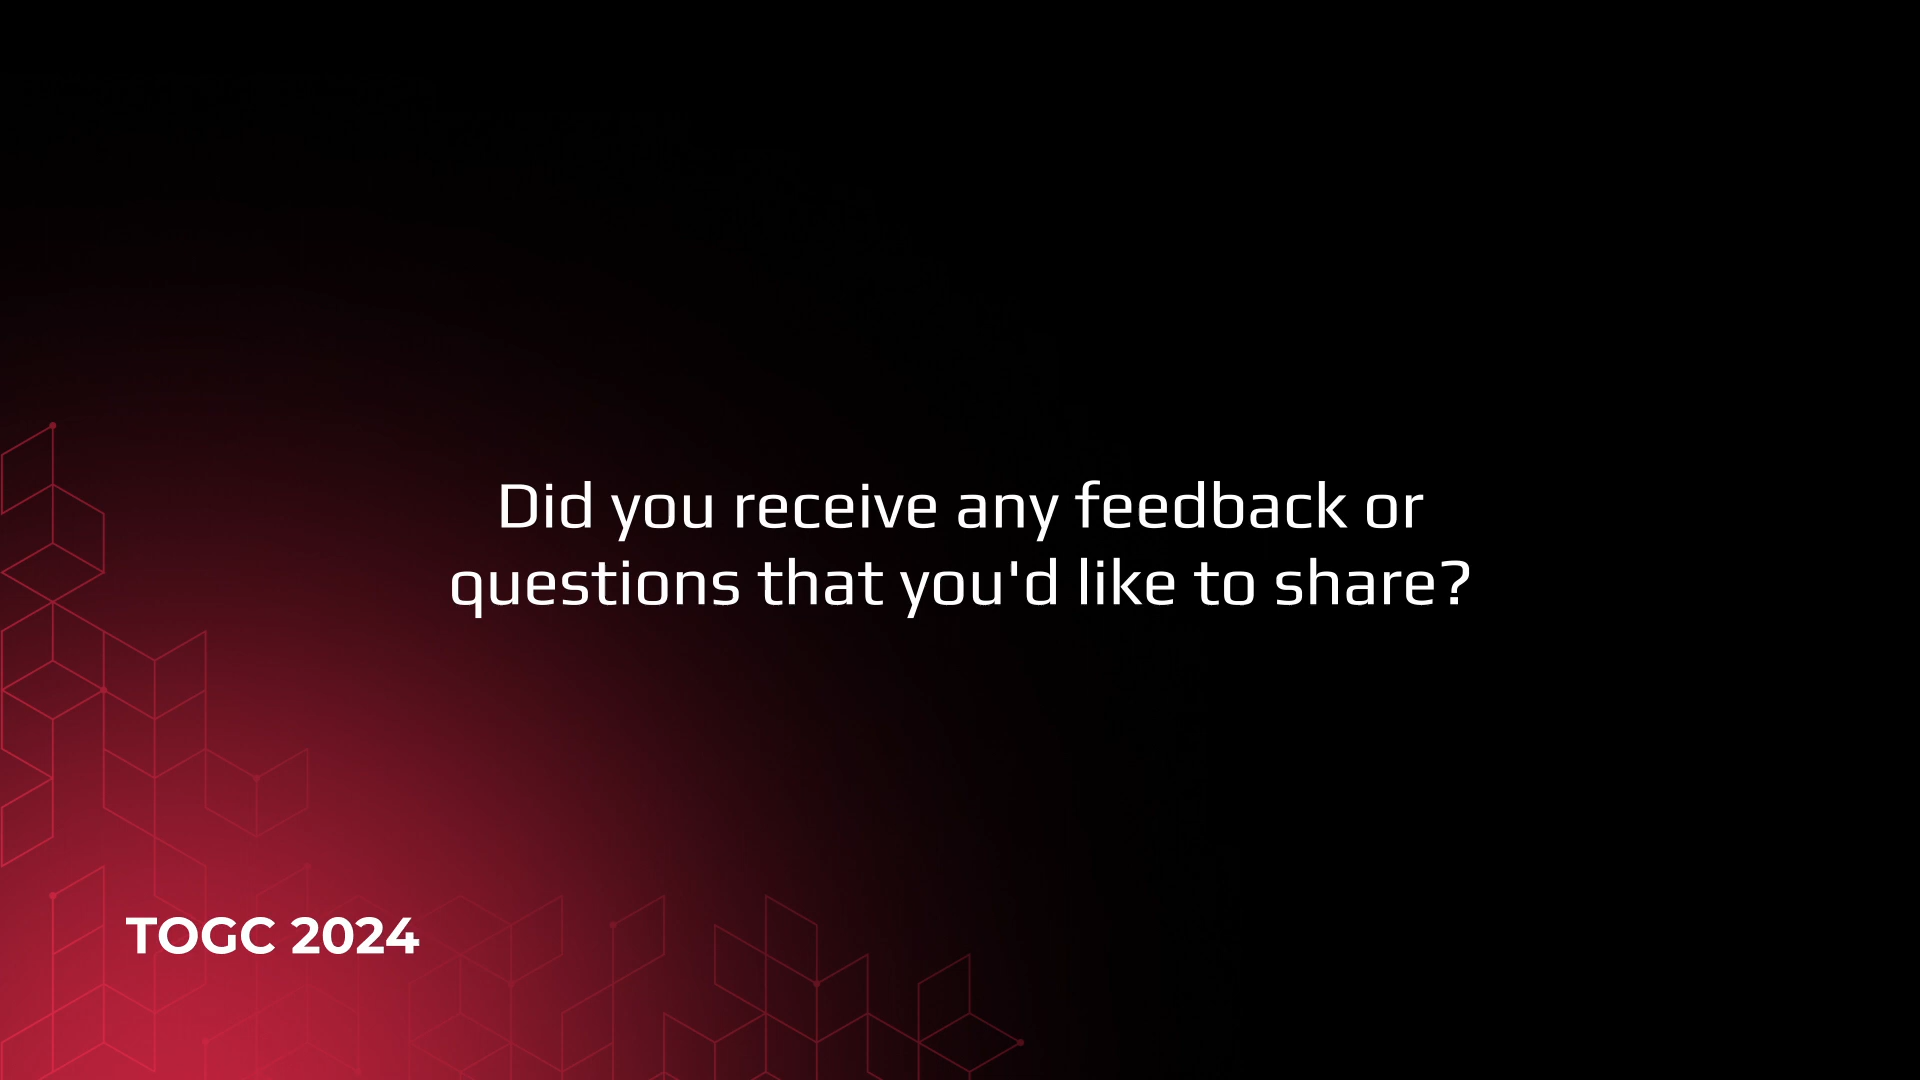 Did you receive any feedback or
questions that you'd like to share?
TOGC 2024